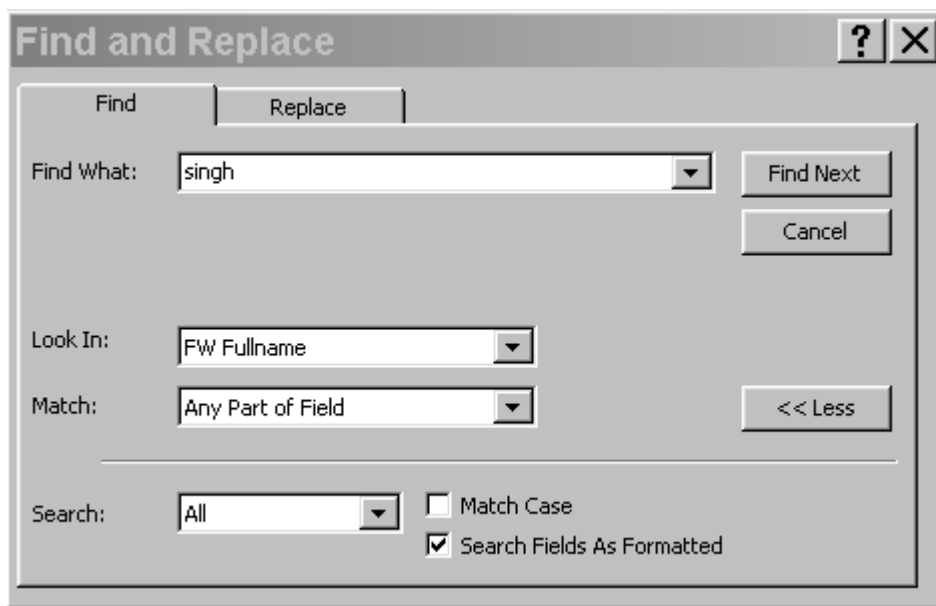 Find and Replace
Find Replace
Find What: singh Find Next
Cancel
Look In: FW Fullname
Match: Any Part of Field << Less
Search: All Match Case
Search Fields As Formatted